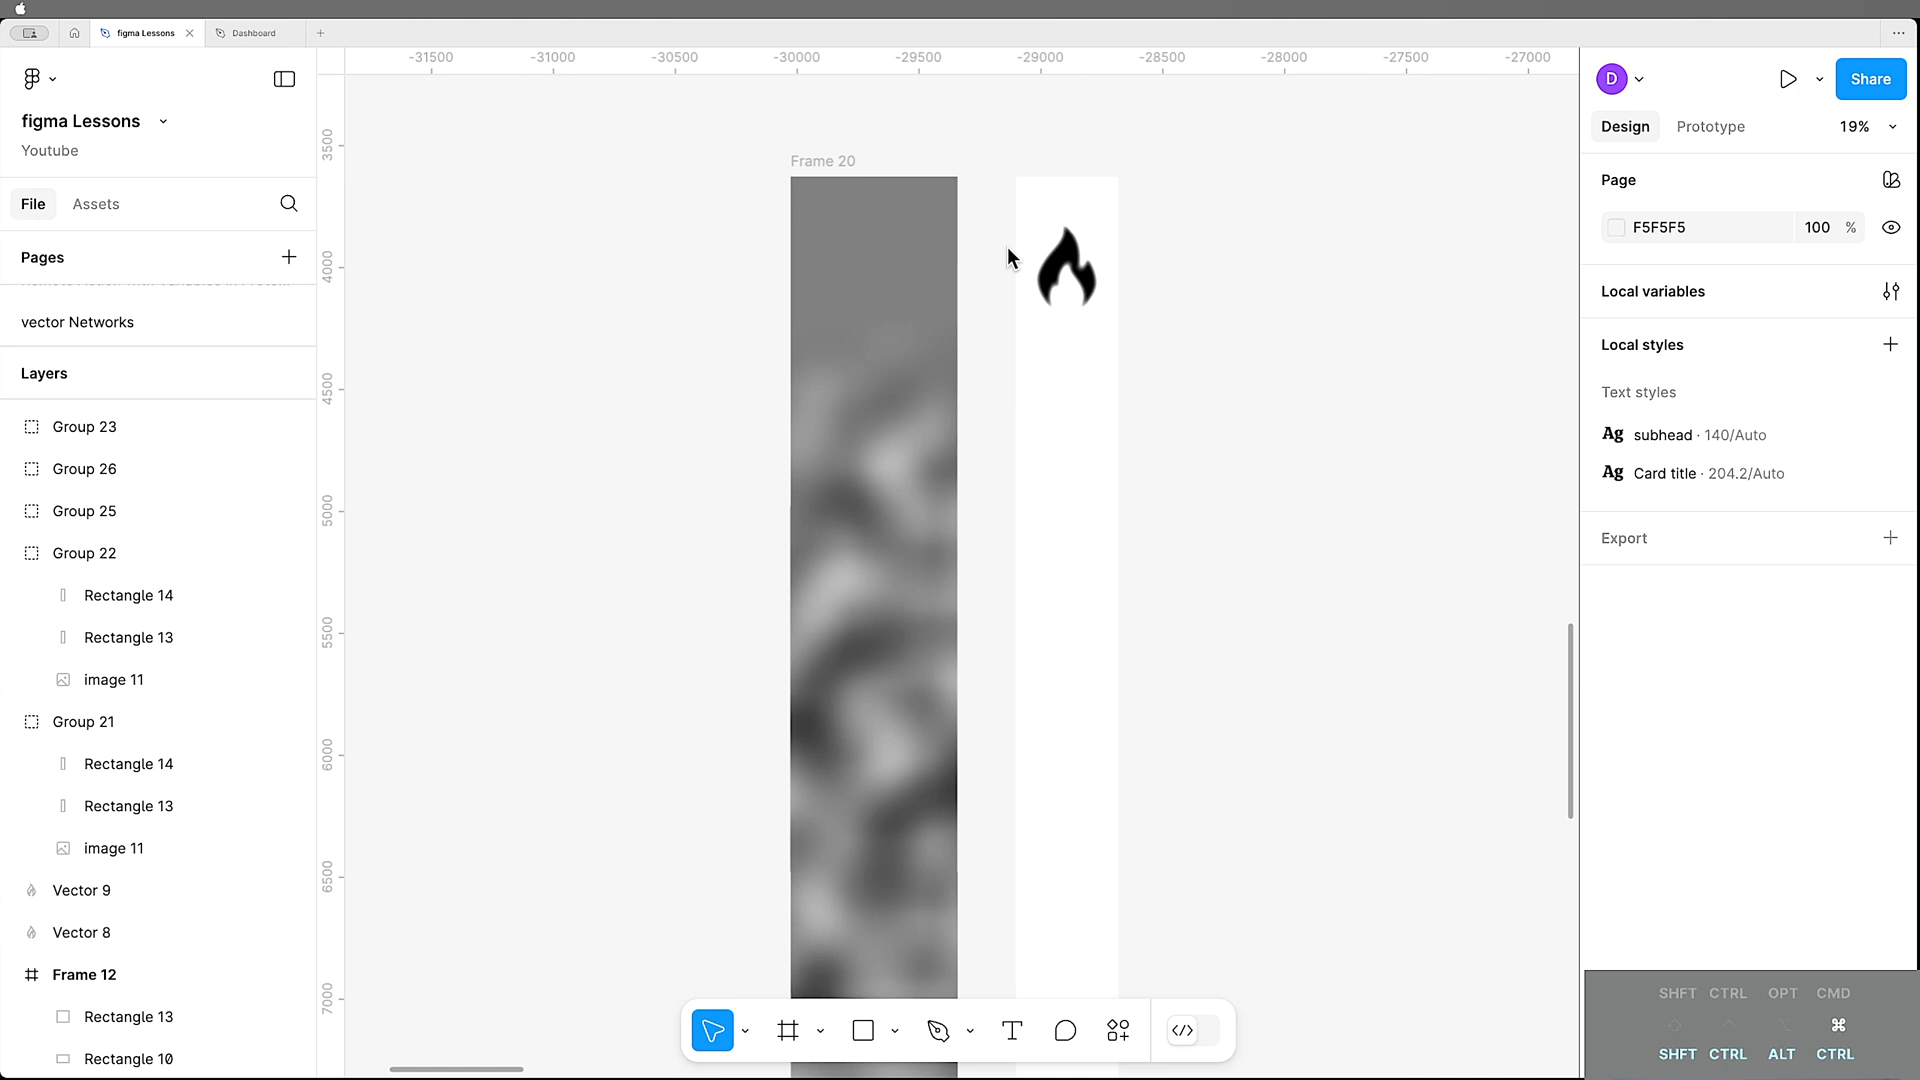 figma Lessons
Dashboard
-31500
-31000
-30500
-30000
-29500
-29000
-28500
-28000
-27500
-27000
figma Lessons
Youtube
File
Assets
Pages
vector Networks
Layers
Group 23
Group 26
Group 25
Group 22
Rectangle 14
Rectangle 13
image 11
Group 21
Rectangle 14
Rectangle 13
image 11
Vector 9
Vector 8
Frame 12
Rectangle 13
Rectangle 10
3500
4000
4500
5000
5500
6000
6500
7000
Frame 20
D
Share
Design
Prototype
19%
Page
F5F5F5
100 %
Local variables
Local styles
Text styles
Ag subhead · 140/Auto
Ag Card title · 204.2/Auto
Export
SHFT CTRL OPT CMD
SHFT CTRL ALT CTRL